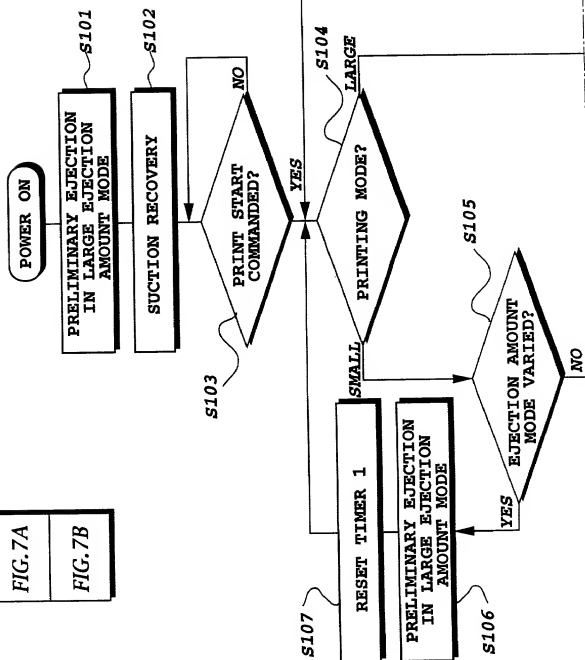 FIG.7A
FIG.7B
POWER ON
PRELIMINARY EJECTION
IN LARGE EJECTION
AMOUNT MODE
S101
SUCTION RECOVERY
S102
PRINT START
COMMANDED?
S103
NO
YES
PRINTING MODE?
S104
LARGE
SMALL
EJECTION AMOUNT
MODE VARIED?
S105
NO
YES
PRELIMINARY EJECTION
IN LARGE EJECTION
AMOUNT MODE
S106
RESET TIMER 1
S107